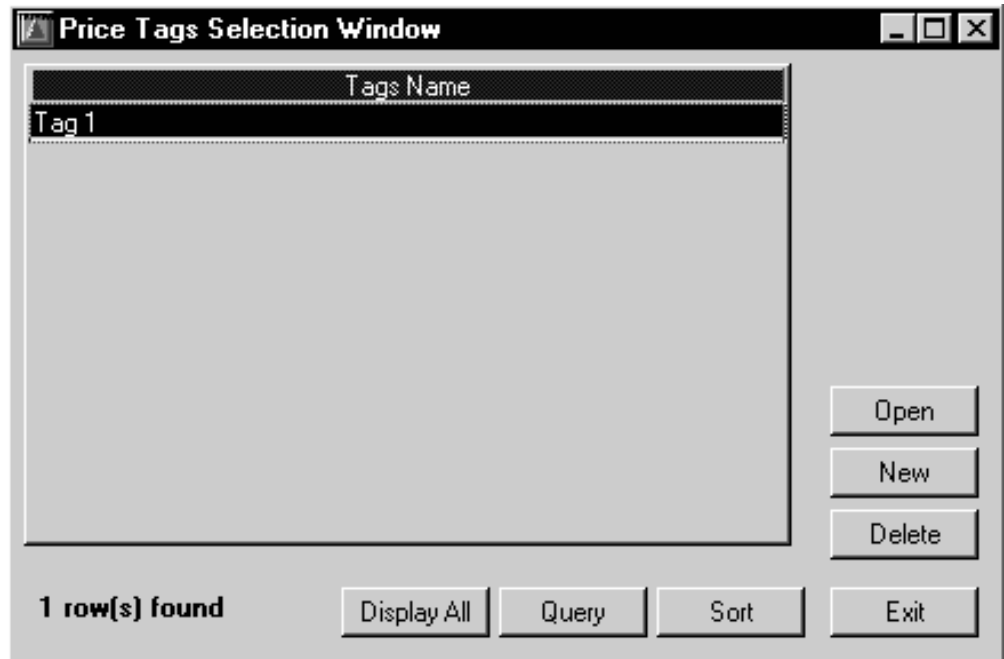 Price Tags Selection Window
Tags Name
Tag 1
Open
New
Delete
1 row(s) found
Display All
Query
Sort
Exit